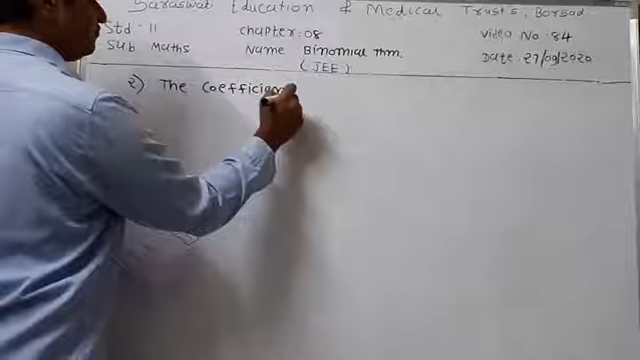 Saraswati Education & Medical Trust's, Borsad
Std - 11 chapter : 08 Video No : 84
Sub Maths Name : Binomial Thm. Date : 27/09/2020
(JEE)
2) The Coefficien